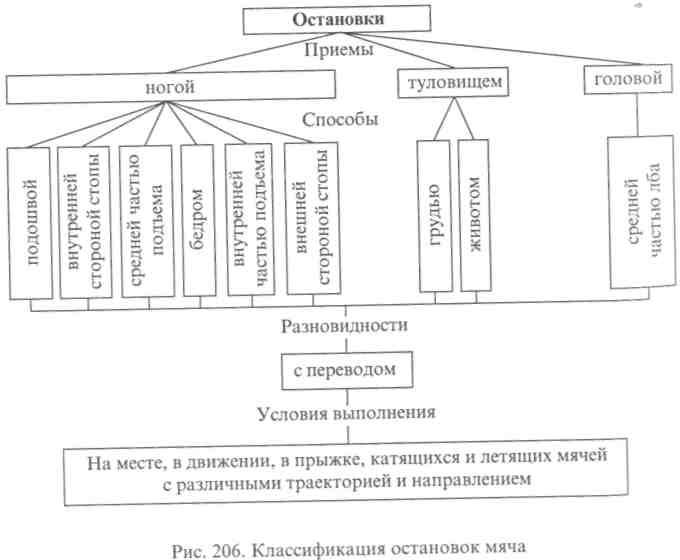 Остановки
Приемы
ногой
туловищем
головой
Способы
подошвой
внутренней
стороной стопы
средней частью
подъема
бедром
внутренней
частью подъема
внешней
стороной стопы
грудью
животом
средней
частью лба
Разновидности
с переводом
Условия выполнения
На месте, в движении, в прыжке, катящихся и летящих мячей
с различными траекторией и направлением
Рис. 206. Классификация остановок мяча